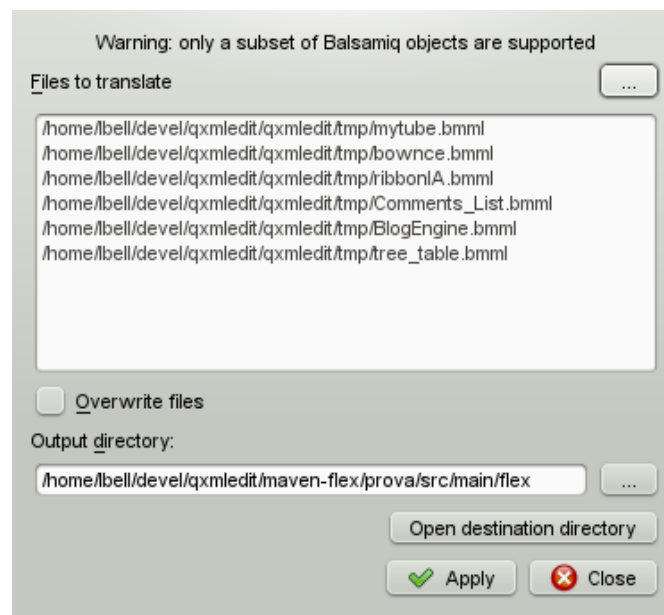 Warning: only a subset of Balsamiq objects are supported
Files to translate
...
/home/lbell/devel/qxmledit/qxmledit/tmp/mytube.bmml
/home/lbell/devel/qxmledit/qxmledit/tmp/bownce.bmml
/home/lbell/devel/qxmledit/qxmledit/tmp/ribbonIA.bmml
/home/lbell/devel/qxmledit/qxmledit/tmp/Comments_List.bmml
/home/lbell/devel/qxmledit/qxmledit/tmp/BlogEngine.bmml
/home/lbell/devel/qxmledit/qxmledit/tmp/tree_table.bmml
Overwrite files
Output directory:
/home/lbell/devel/qxmledit/maven-flex/prova/src/main/flex
...
Open destination directory
Apply
Close